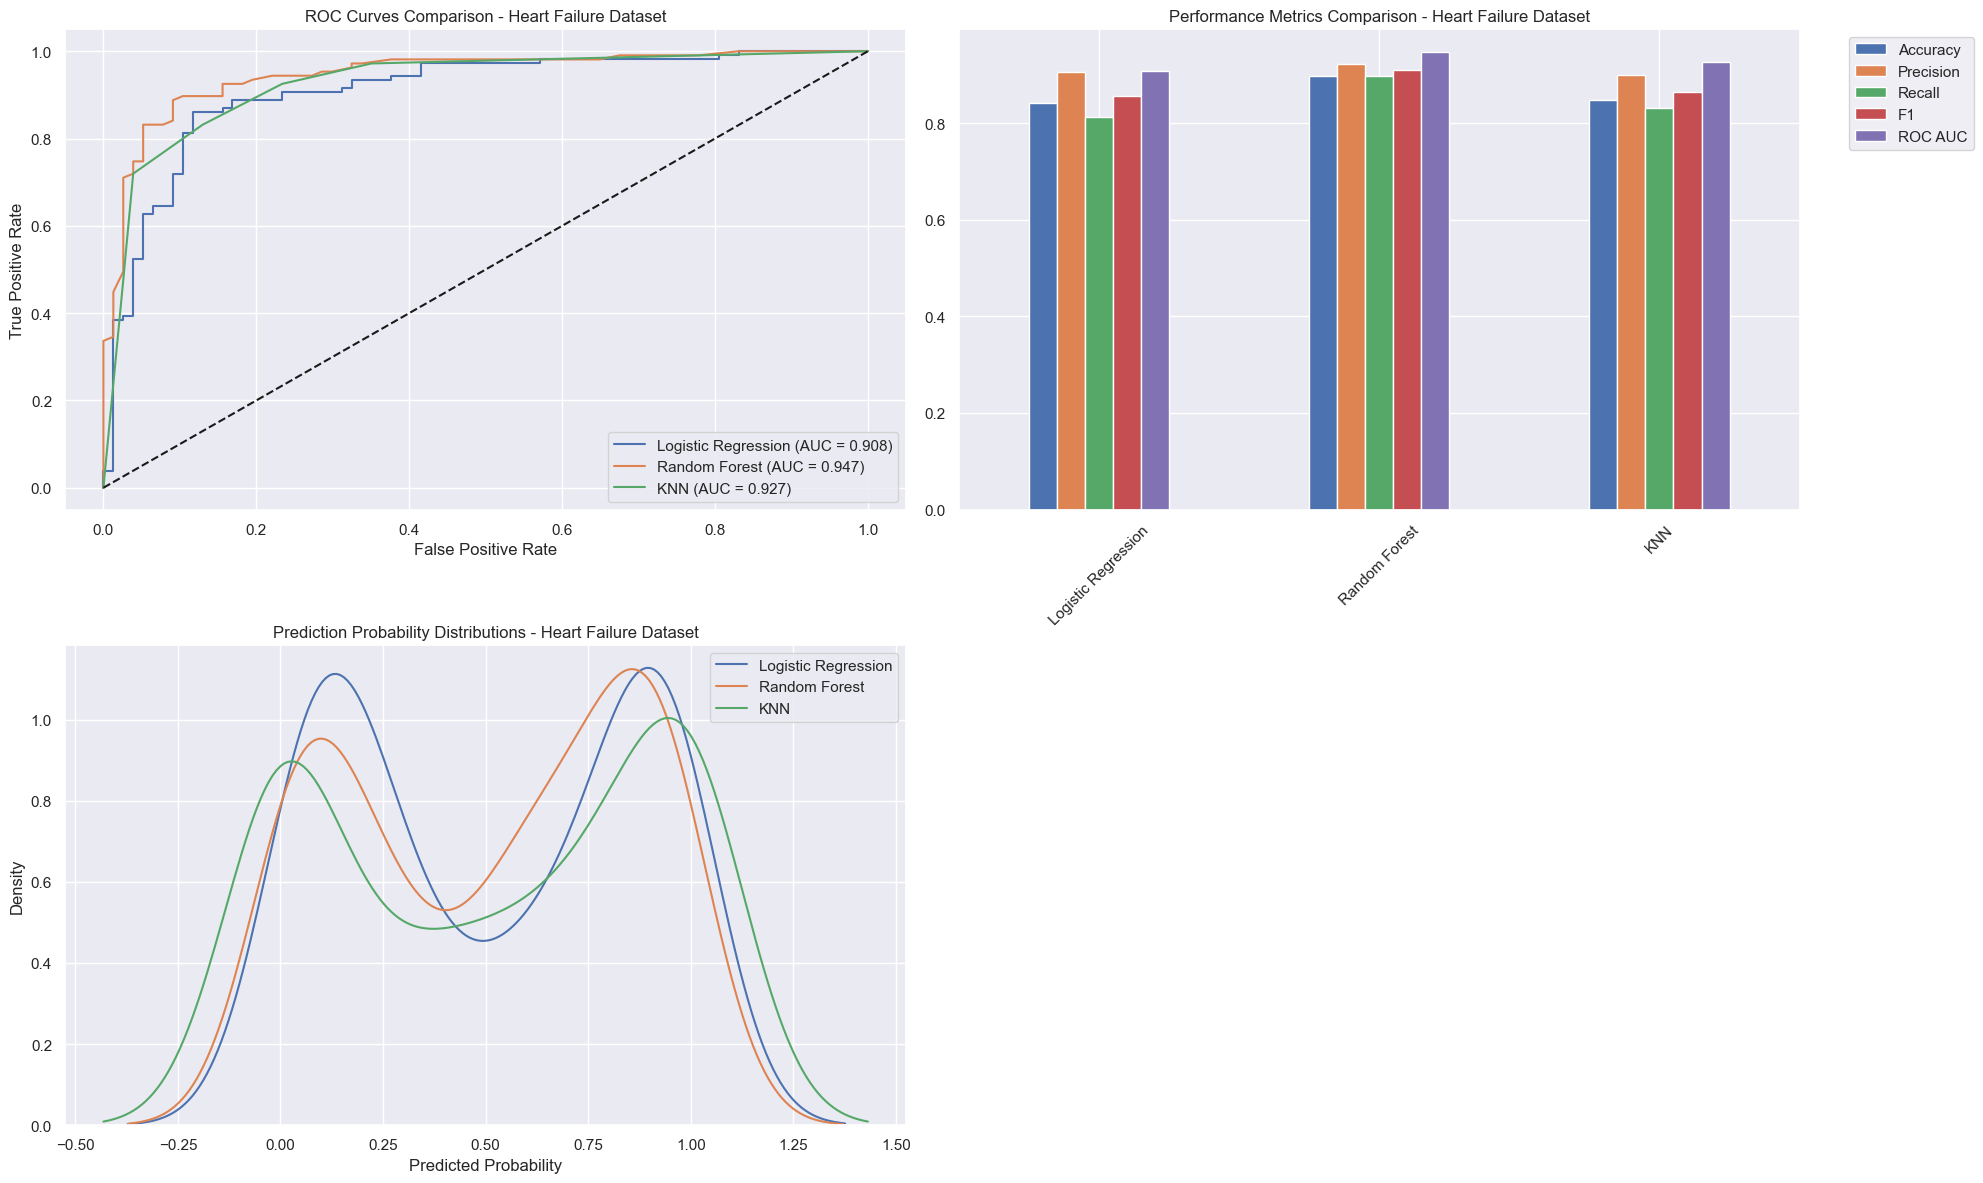 ROC Curves Comparison - Heart Failure Dataset
1.0
0.8
0.6
0.4
0.2
0.0
True Positive Rate
0.0 0.2 0.4 0.6 0.8 1.0
False Positive Rate
Logistic Regression (AUC = 0.908)
Random Forest (AUC = 0.947)
KNN (AUC = 0.927)
Performance Metrics Comparison - Heart Failure Dataset
0.8
0.6
0.4
0.2
0.0
Logistic Regression
Random Forest
KNN
Accuracy
Precision
Recall
F1
ROC AUC
Prediction Probability Distributions - Heart Failure Dataset
Logistic Regression
Random Forest
KNN
1.0
0.8
0.6
0.4
0.2
0.0
Density
−0.50 −0.25 0.00 0.25 0.50 0.75 1.00 1.25 1.50
Predicted Probability